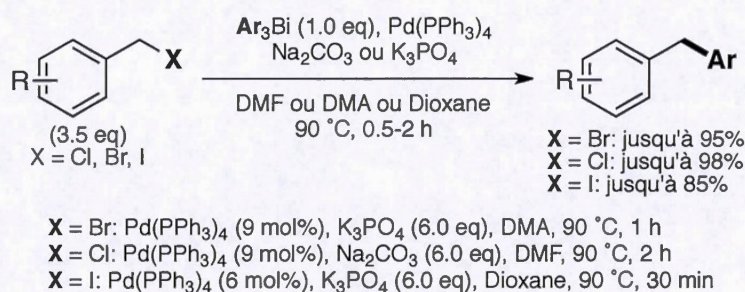 Ar₃Bi (1.0 eq), Pd(PPh₃)₄
Na₂CO₃ ou K₃PO₄
DMF ou DMA ou Dioxane
90 °C, 0.5-2 h
R
X
(3.5 eq)
X = Cl, Br, I
R
Ar
X = Br: jusqu'à 95%
X = Cl: jusqu'à 98%
X = I: jusqu'à 85%
X = Br: Pd(PPh₃)₄ (9 mol%), K₃PO₄ (6.0 eq), DMA, 90 °C, 1 h
X = Cl: Pd(PPh₃)₄ (9 mol%), Na₂CO₃ (6.0 eq), DMF, 90 °C, 2 h
X = I: Pd(PPh₃)₄ (6 mol%), K₃PO₄ (6.0 eq), Dioxane, 90 °C, 30 min